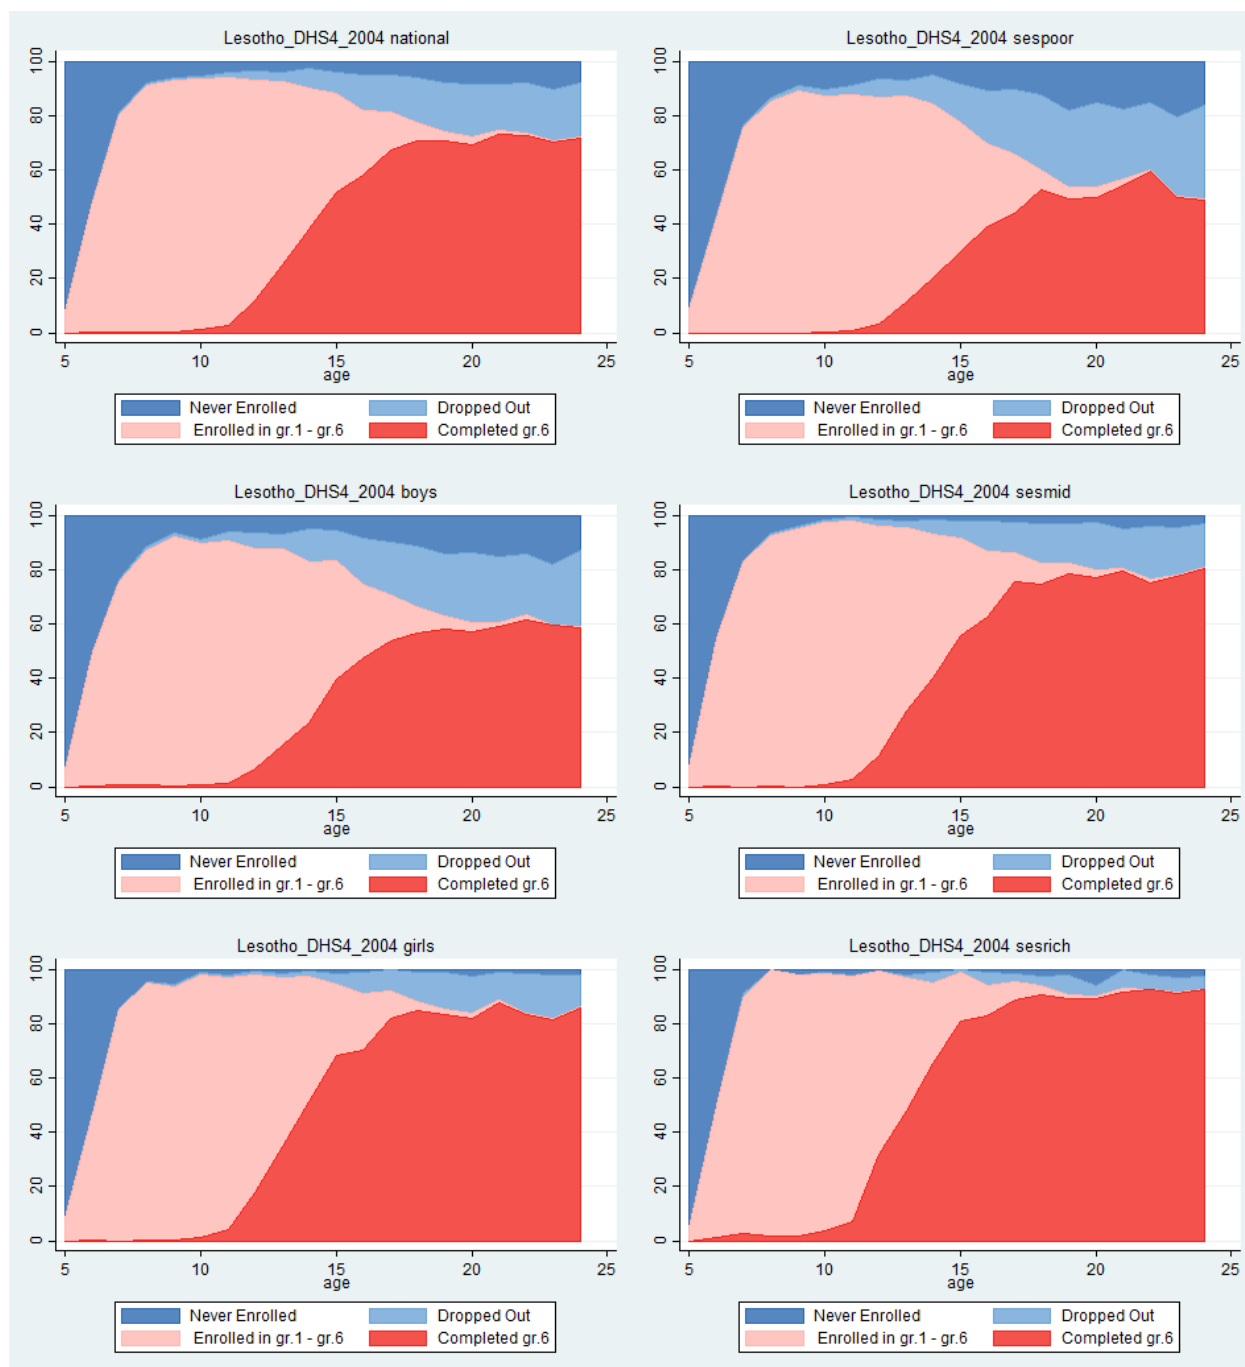 Lesotho_DHS4_2004 national
100
80
60
40
20
0
5 10 15 20 25
age
Never Enrolled Dropped Out
Enrolled in gr.1 - gr.6 Completed gr.6
Lesotho_DHS4_2004 sespoor
100
80
60
40
20
0
5 10 15 20 25
age
Never Enrolled Dropped Out
Enrolled in gr.1 - gr.6 Completed gr.6
Lesotho_DHS4_2004 boys
100
80
60
40
20
0
5 10 15 20 25
age
Never Enrolled Dropped Out
Enrolled in gr.1 - gr.6 Completed gr.6
Lesotho_DHS4_2004 sesmid
100
80
60
40
20
0
5 10 15 20 25
age
Never Enrolled Dropped Out
Enrolled in gr.1 - gr.6 Completed gr.6
Lesotho_DHS4_2004 girls
100
80
60
40
20
0
5 10 15 20 25
age
Never Enrolled Dropped Out
Enrolled in gr.1 - gr.6 Completed gr.6
Lesotho_DHS4_2004 sesrich
100
80
60
40
20
0
5 10 15 20 25
age
Never Enrolled Dropped Out
Enrolled in gr.1 - gr.6 Completed gr.6